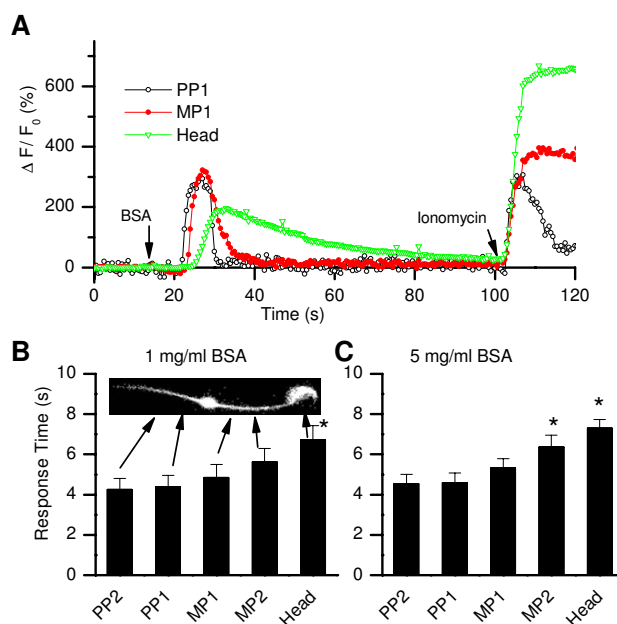 A
Δ F/ F0 (%)
600
400
200
0
PP1
MP1
Head
BSA
Ionomycin
0 20 40 60 80 100 120
Time (s)
B 1 mg/ml BSA
Response Time (s)
10
8
6
4
2
0
*
PP2 PP1 MP1 MP2 Head
C 5 mg/ml BSA
10
8
6
4
2
0
* *
PP2 PP1 MP1 MP2 Head